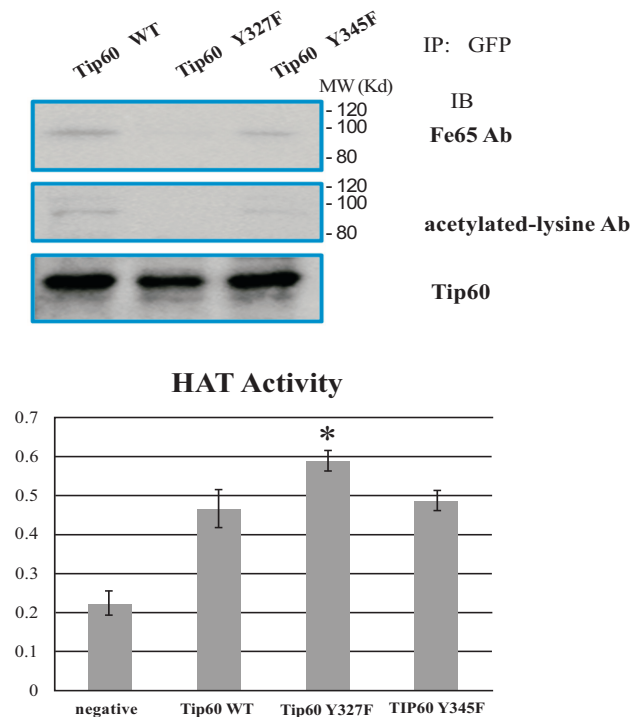 Tip60 WT Tip60 Y327F Tip60 Y345F IP: GFP
MW (Kd) IB
- 120
- 100 Fe65 Ab
- 80
- 120
- 100 acetylated-lysine Ab
- 80
Tip60
HAT Activity
0.7
0.6 *
0.5
0.4
0.3
0.2
0.1
0
negative Tip60 WT Tip60 Y327F TIP60 Y345F